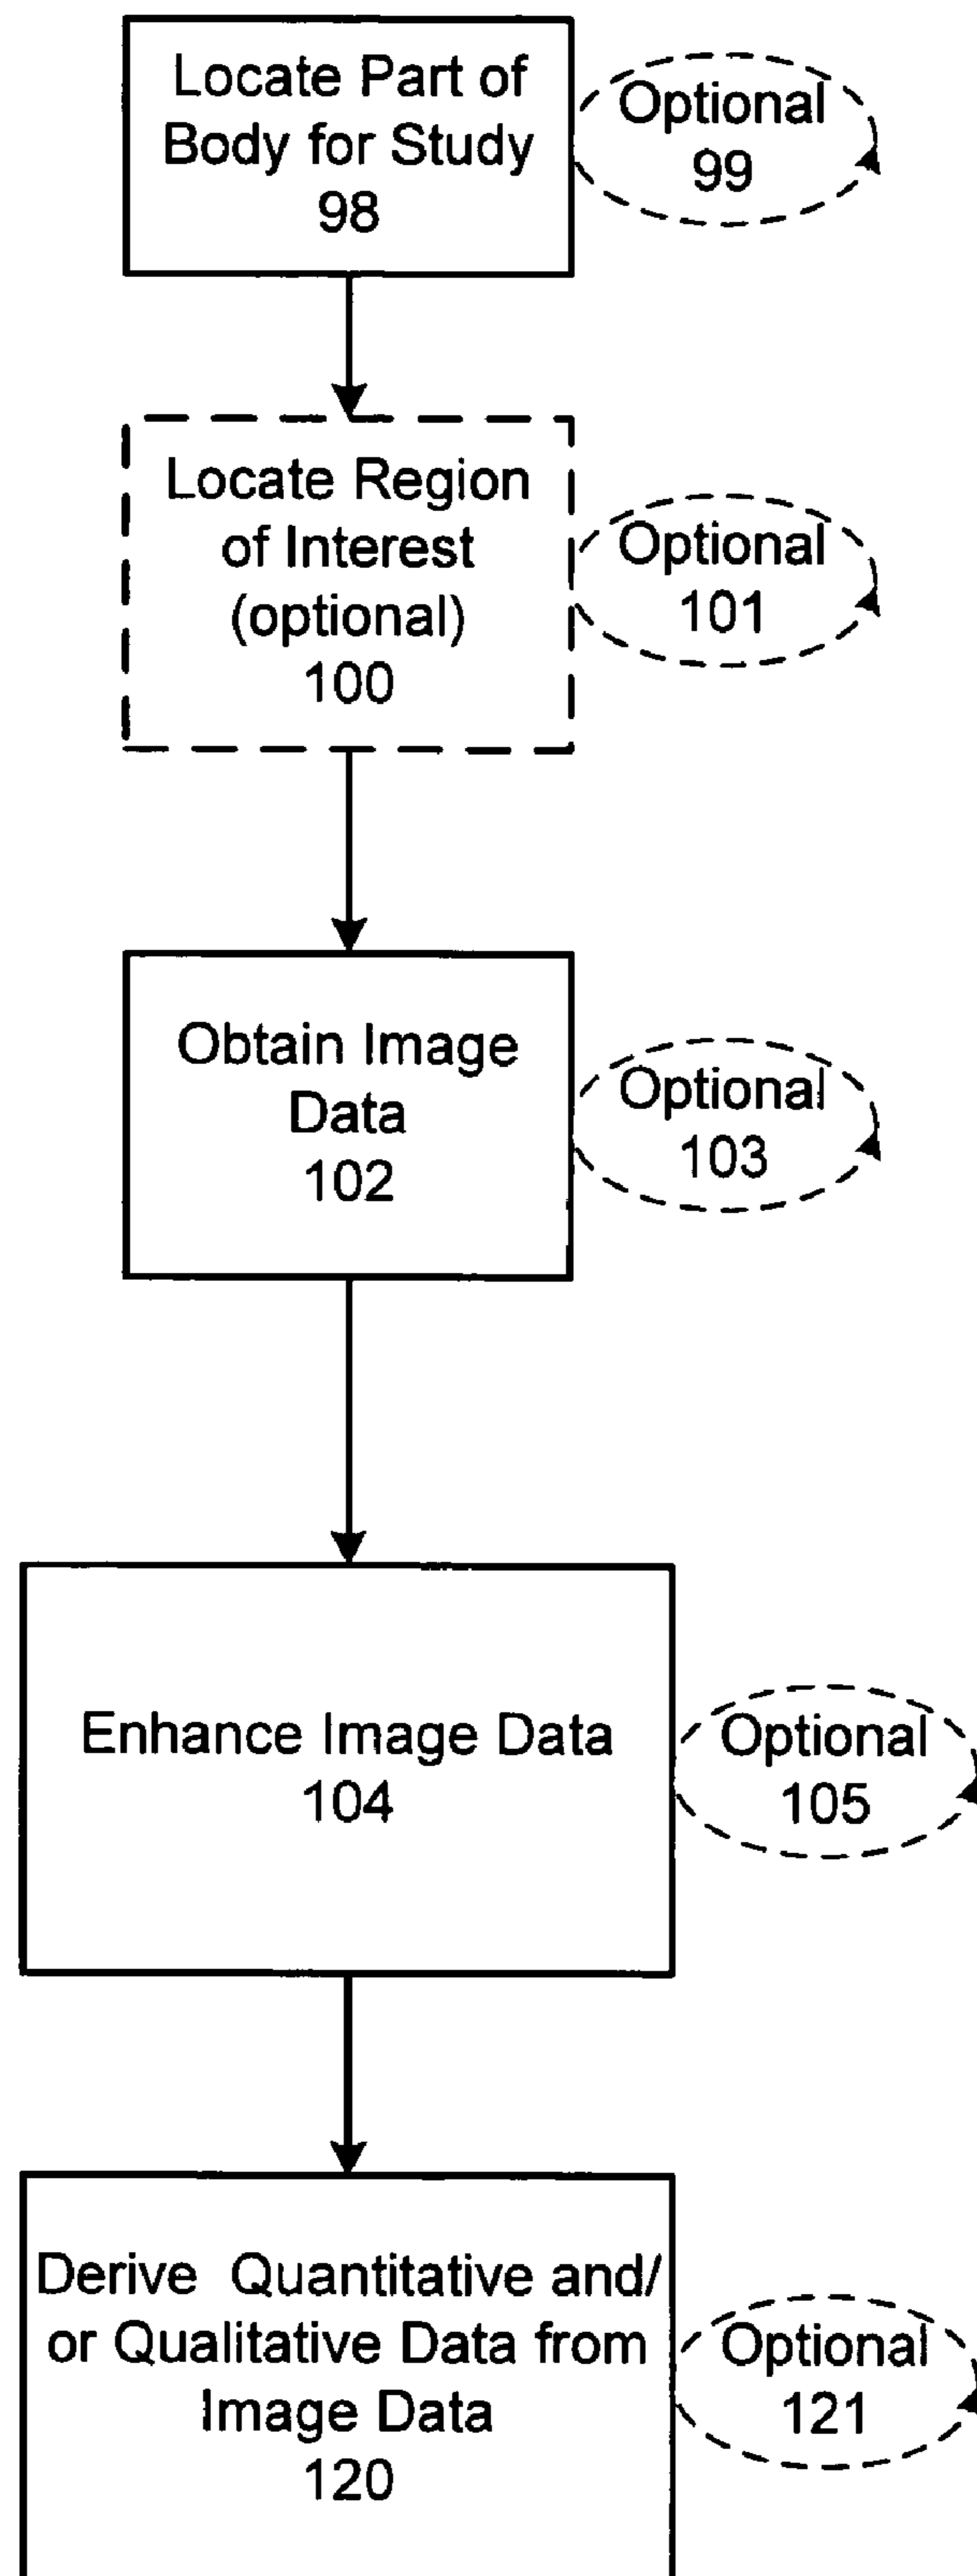 Locate Part of
Body for Study
98
Optional
99
Locate Region
of Interest
(optional)
100
Optional
101
Obtain Image
Data
102
Optional
103
Enhance Image Data
104
Optional
105
Derive Quantitative and/
or Qualitative Data from
Image Data
120
Optional
121